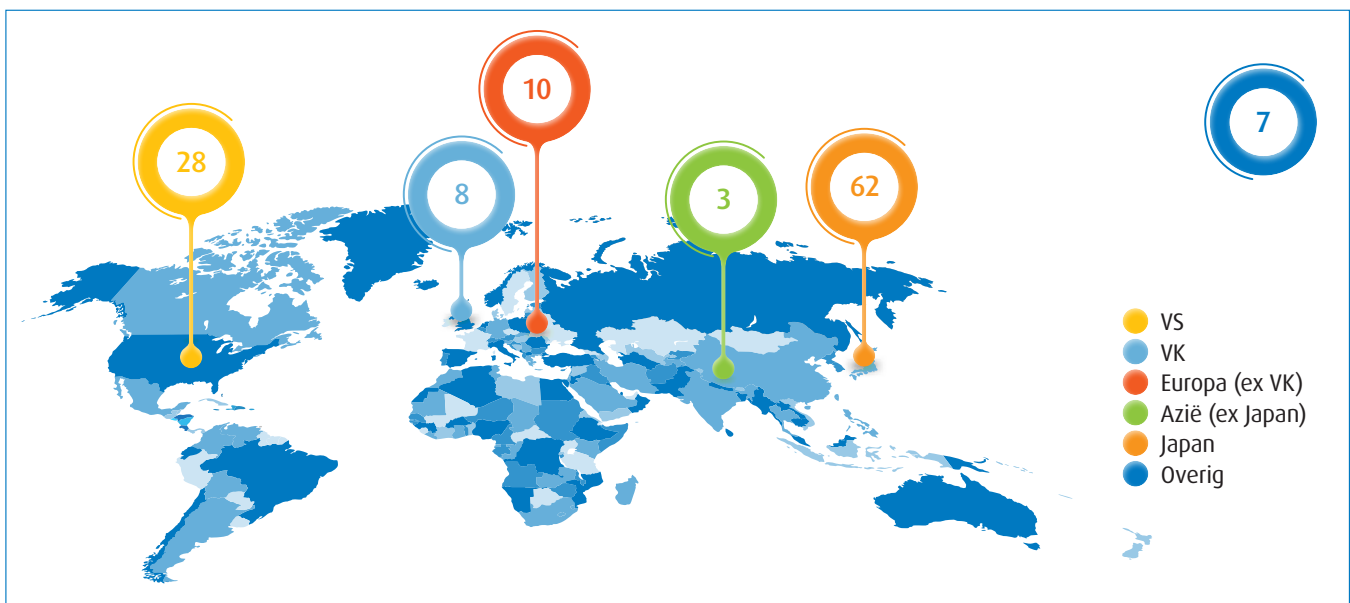 10
7
28
8
3
62
VS
VK
Europa (ex VK)
Azië (ex Japan)
Japan
Overig